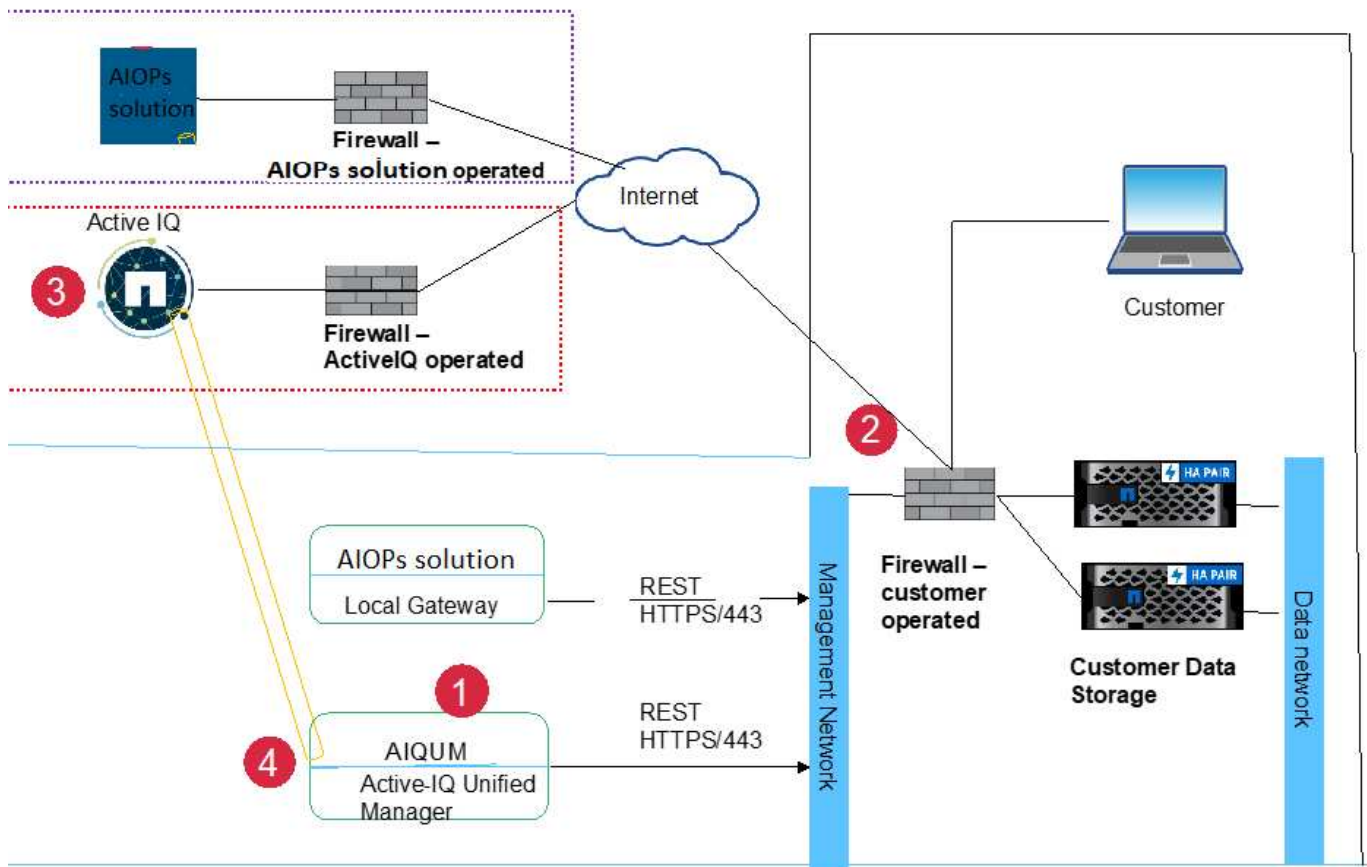 AIOPs
solution
Firewall –
AIOPs solution operated
Internet
Active IQ
3
Firewall –
ActiveIQ operated
Customer
2
HA PAIR
HA PAIR
Firewall –
customer
operated
Customer Data
Storage
Management Network
Data network
AIOPs solution
Local Gateway
REST
HTTPS/443
1
REST
HTTPS/443
4
AIQUM
Active-IQ Unified
Manager